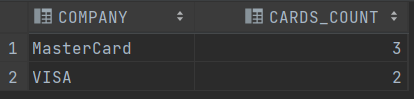 COMPANY CARDS_COUNT
1 MasterCard 3
2 VISA 2